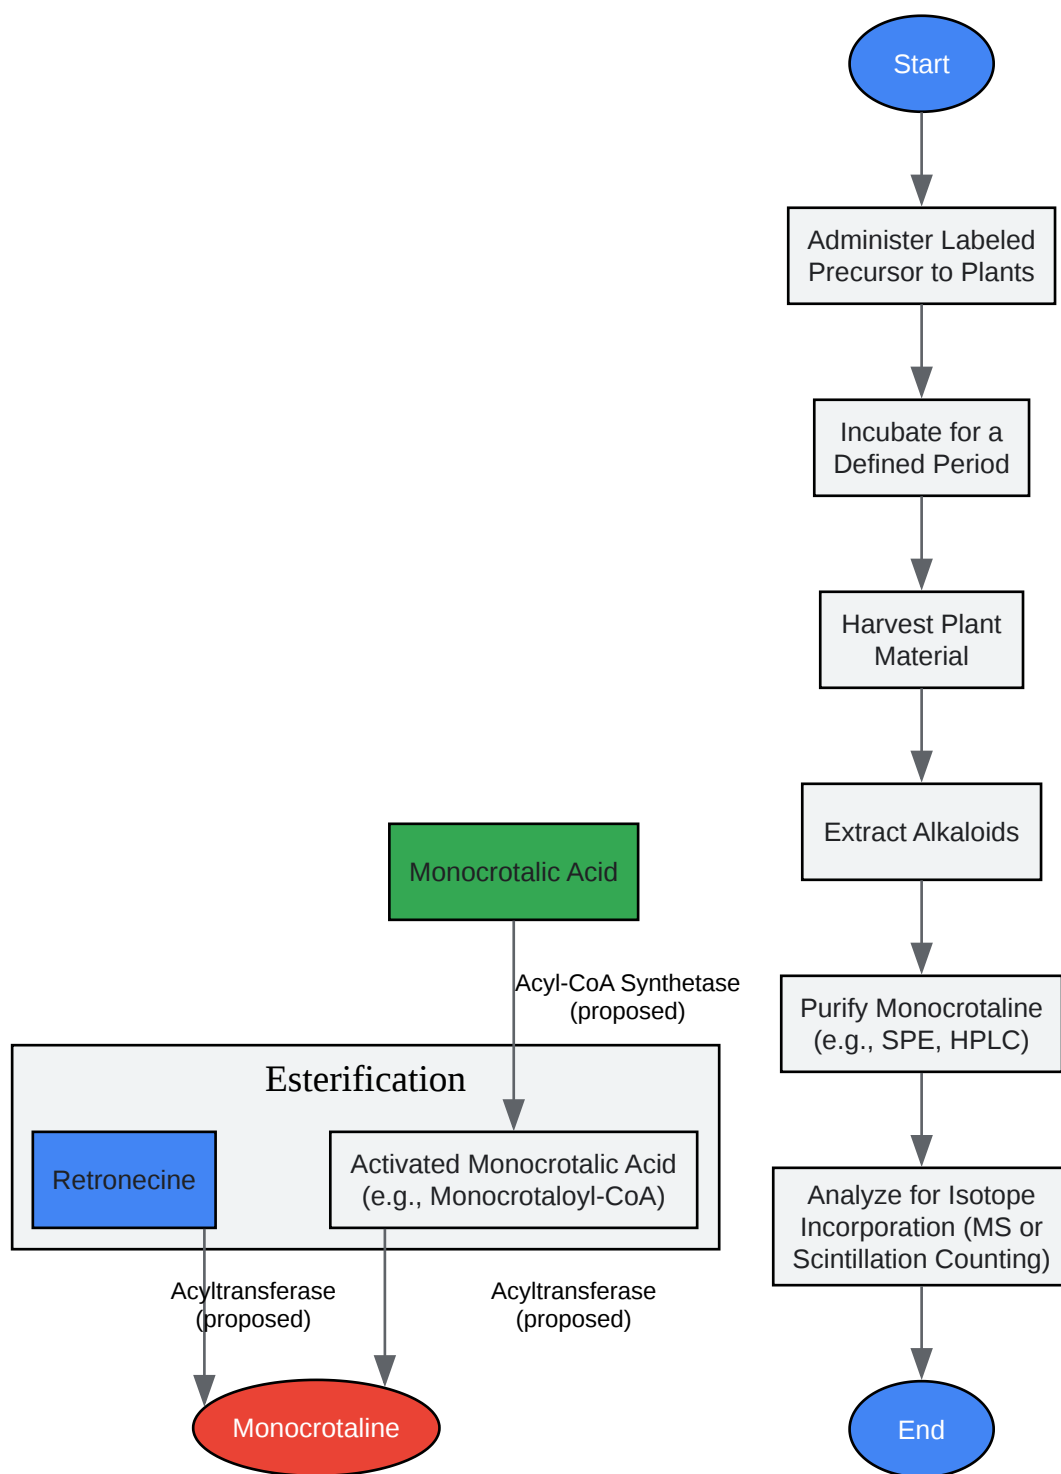 Start
Administer Labeled
Precursor to Plants
Incubate for a
Defined Period
Harvest Plant
Material
Extract Alkaloids
Purify Monocrotaline
(e.g., SPE, HPLC)
Analyze for Isotope
Incorporation (MS or
Scintillation Counting)
End
Monocrotalic Acid
Acyl-CoA Synthetase
(proposed)
Esterification
Retronecine
Activated Monocrotalic Acid
(e.g., Monocrotaloyl-CoA)
Acyltransferase
(proposed)
Acyltransferase
(proposed)
Monocrotaline